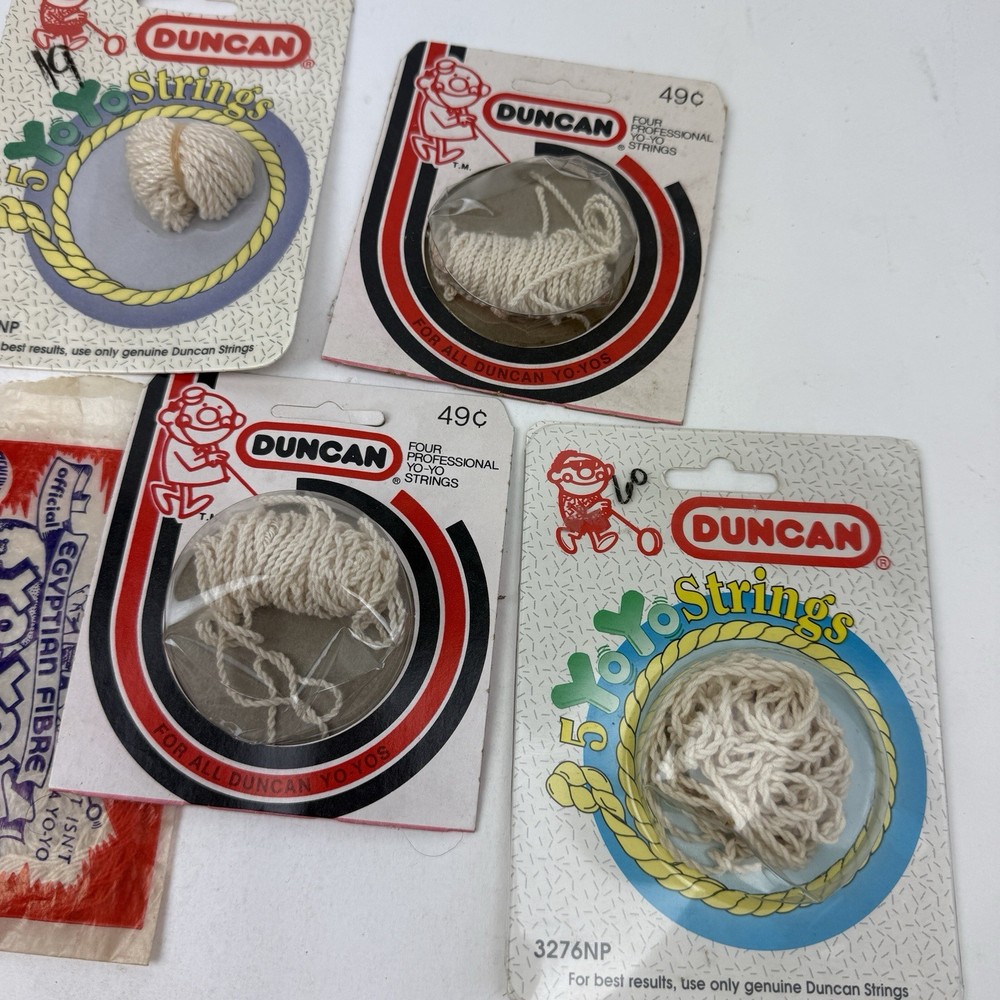 19
DUNCAN®
5 YoYo Strings
NP
best results, use only genuine Duncan Strings
49¢
DUNCAN®
FOUR
PROFESSIONAL
YO-YO
STRINGS
T.M.
FOR ALL DUNCAN YO-YOS
49¢
DUNCAN®
FOUR
PROFESSIONAL
YO-YO
STRINGS
T.M.
FOR ALL DUNCAN YO-YOS
official
EGYPTIAN FIBRE
ISN'T
YO-YO
DUNCAN®
5 YoYo Strings
3276NP
For best results, use only genuine Duncan Strings